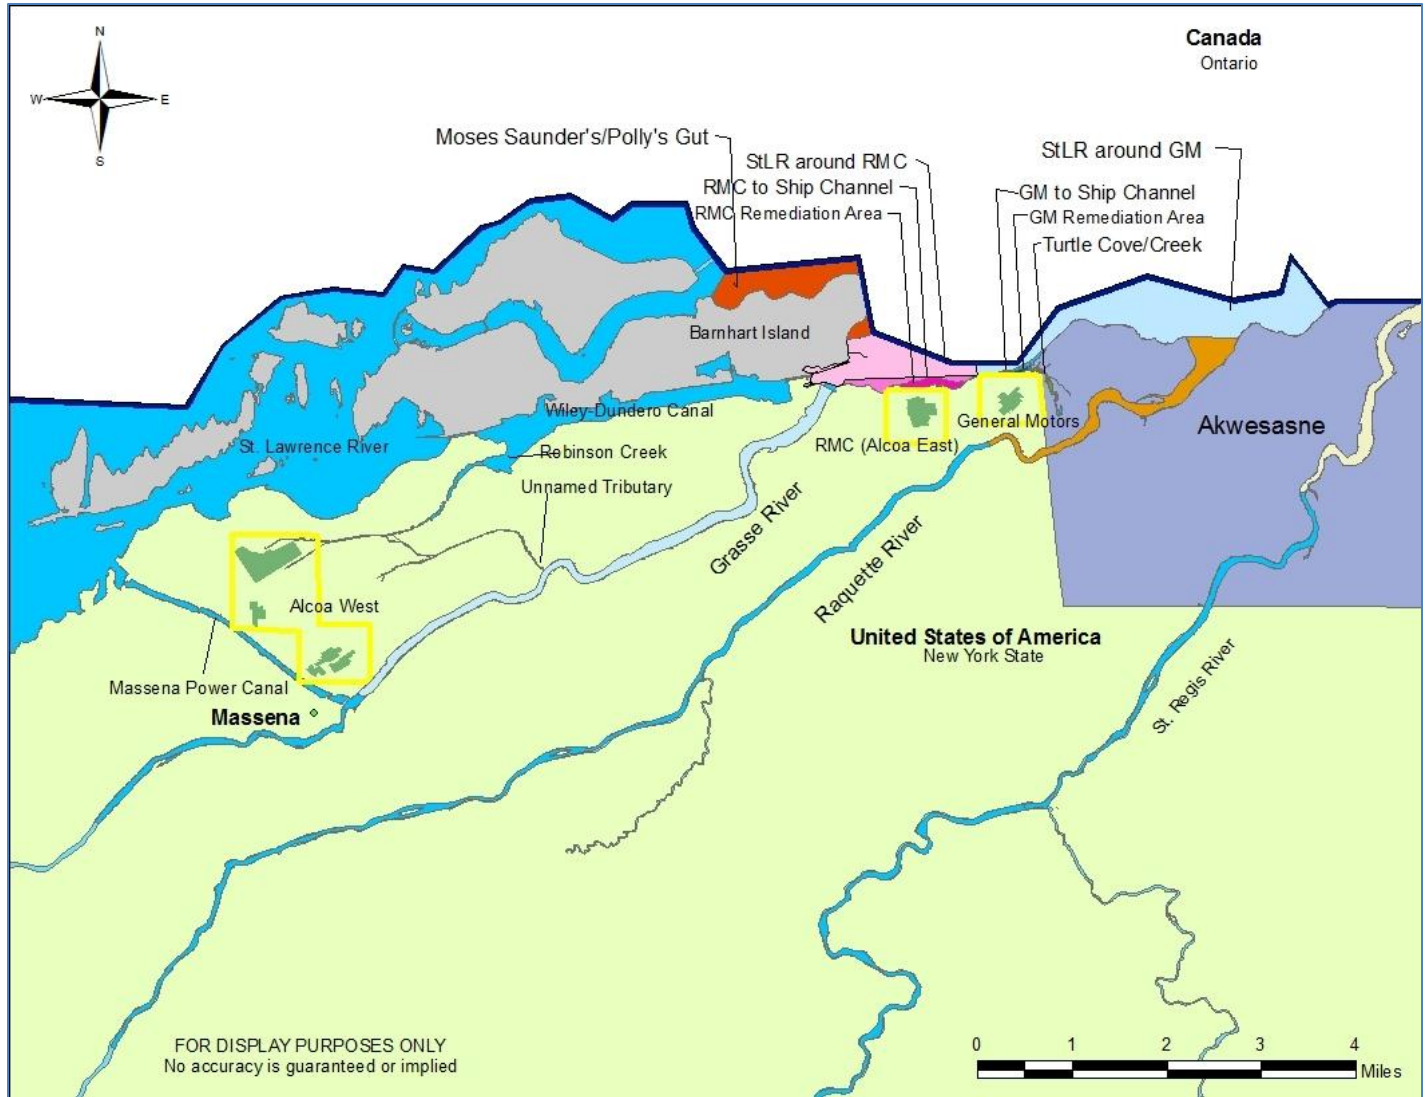 N
W
E
S
Canada
Ontario
Moses Saunder's/Polly's Gut
StLR around RMC
RMC to Ship Channel
RMC Remediation Area
StLR around GM
GM to Ship Channel
GM Remediation Area
Turtle Cove/Creek
Barnhart Island
Wiley-Dundero Canal
St. Lawrence River
Robinson Creek
Unnamed Tributary
General Motors
RMC (Alcoa East)
Akwesasne
Grasse River
Raquette River
Alcoa West
United States of America
New York State
St. Regis River
Massena Power Canal
Massena
FOR DISPLAY PURPOSES ONLY
No accuracy is guaranteed or implied
0 1 2 3 4
Miles